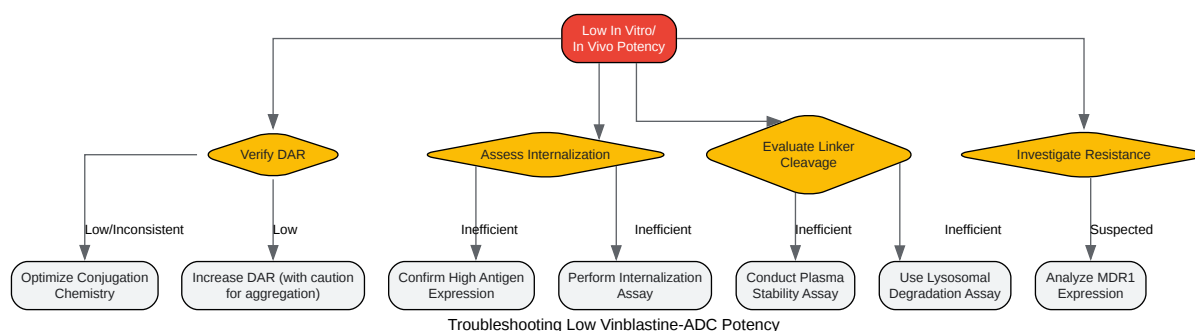 Low In Vitro/
In Vivo Potency
Verify DAR
Assess Internalization
Evaluate Linker
Cleavage
Investigate Resistance
Low/Inconsistent
Low
Inefficient
Inefficient
Inefficient
Inefficient
Suspected
Optimize Conjugation
Chemistry
Increase DAR (with caution
for aggregation)
Confirm High Antigen
Expression
Perform Internalization
Assay
Conduct Plasma
Stability Assay
Use Lysosomal
Degradation Assay
Analyze MDR1
Expression
Troubleshooting Low Vinblastine-ADC Potency